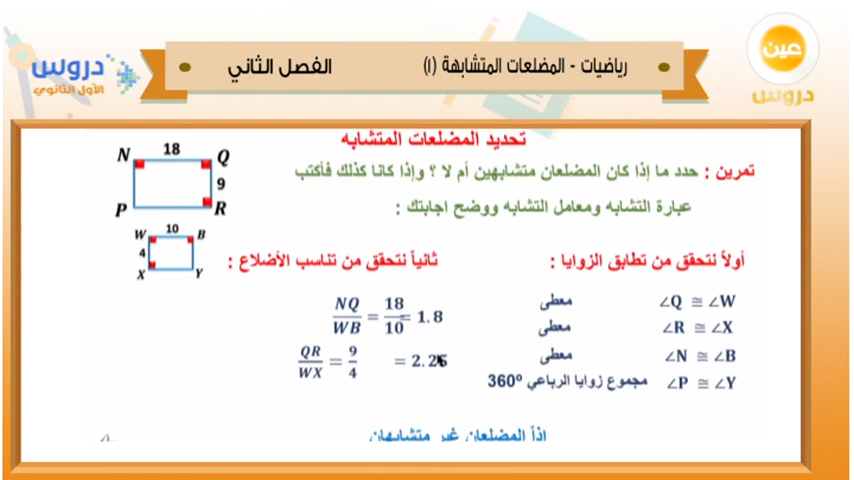 عين
دروس
رياضيات - المضلعات المتشابهة (١)
الفصل الثاني
دروس
الأول الثانوي
تحديد المضلعات المتشابه
تمرين : حدد ما إذا كان المضلعان متشابهين أم لا ؟ وإذا كانا كذلك فأكتب
عبارة التشابه ومعامل التشابه ووضح اجابتك :
N 18 Q
9
P R
W 10 B
4
X Y
أولاً نتحقق من تطابق الزوايا :
∠Q ≅ ∠W معطى
∠R ≅ ∠X معطى
∠N ≅ ∠B معطى
∠P ≅ ∠Y مجموع زوايا الرباعي 360º
ثانياً نتحقق من تناسب الأضلاع :
NQ/WB = 18/10 = 1.8
QR/WX = 9/4 = 2.25
اذاً المضلعان غير متشابهان